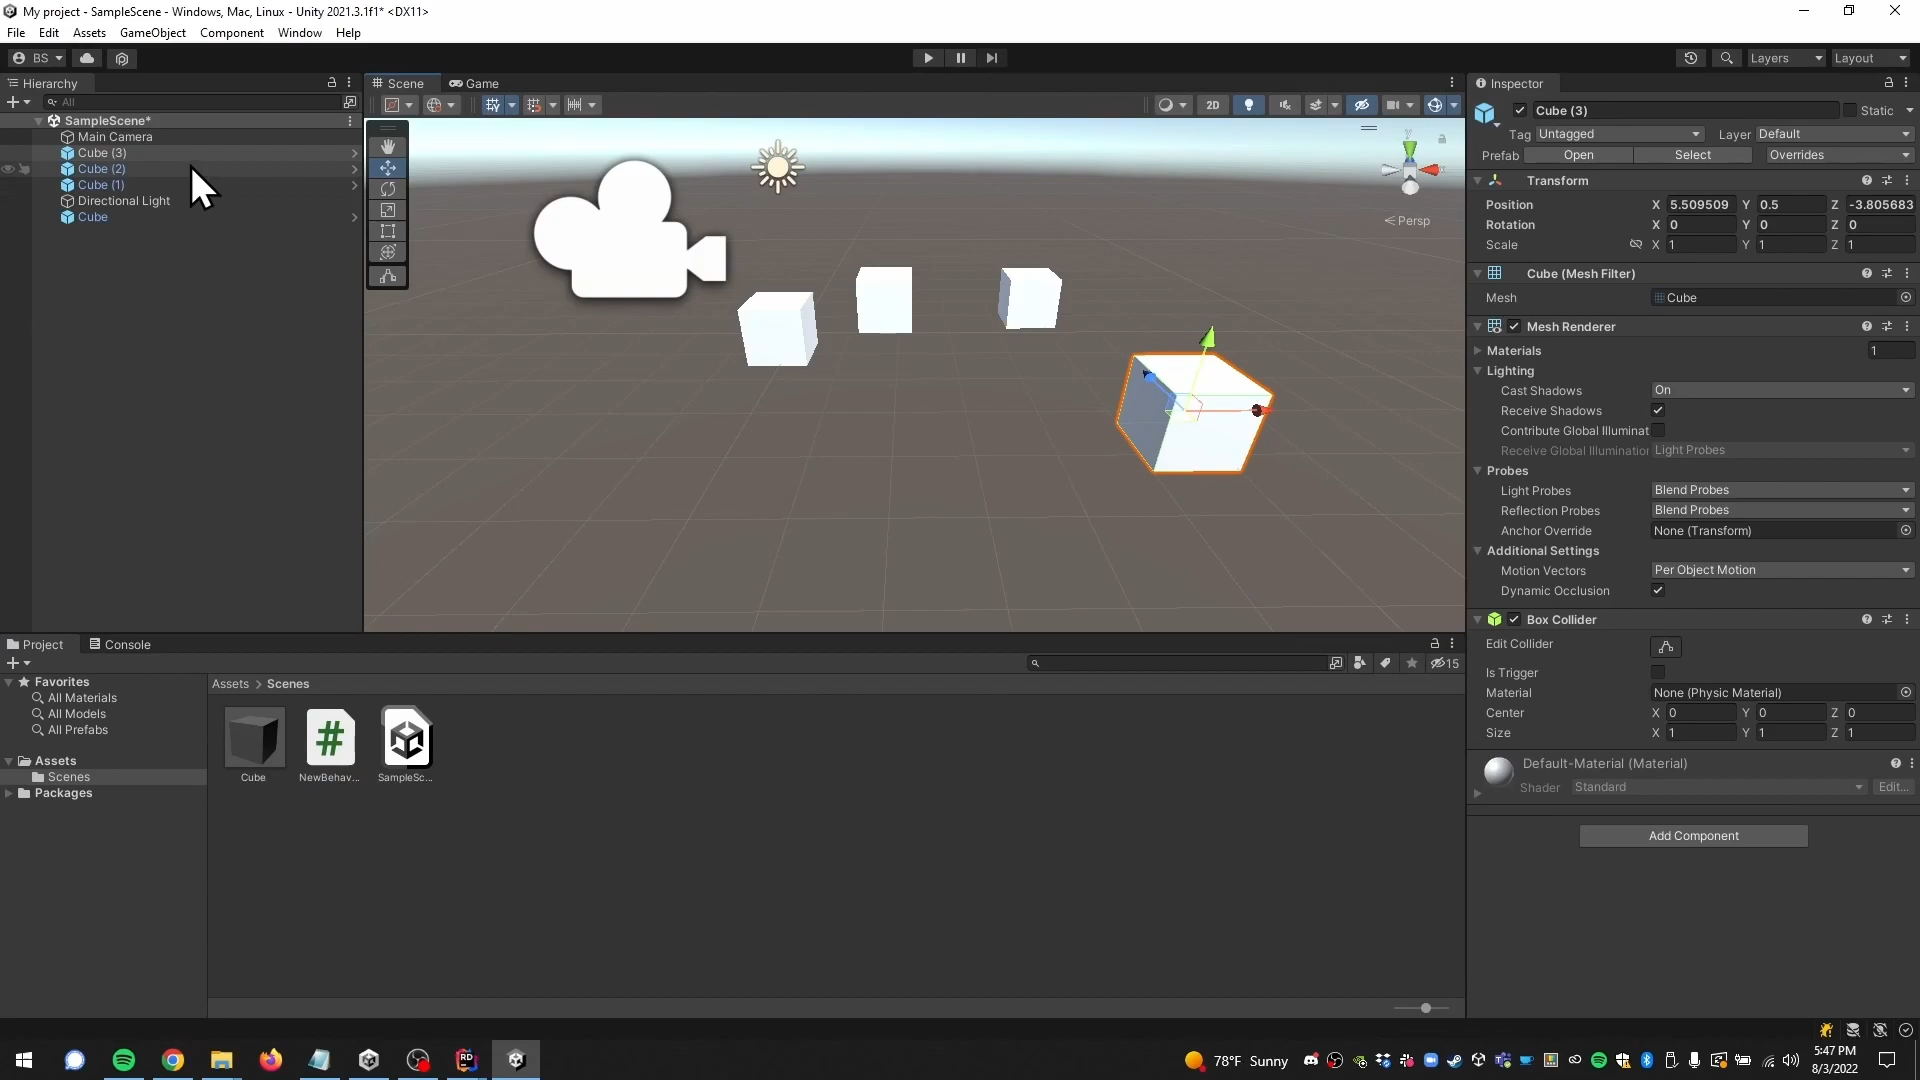 My project - SampleScene - Windows, Mac, Linux - Unity 2021.3.1f1* <DX11>
File Edit Assets GameObject Component Window Help
BS Layers Layout
Hierarchy
All
SampleScene*
Main Camera
Cube (3)
Cube (2)
Cube (1)
Directional Light
Cube
Scene Game
2D
y
Persp
Inspector
Cube (3) Static
Tag Untagged Layer Default
Prefab Open Select Overrides
Transform
Position X 5.509509 Y 0.5 Z -3.805683
Rotation X 0 Y 0 Z 0
Scale X 1 Y 1 Z 1
Cube (Mesh Filter)
Mesh Cube
Mesh Renderer
Materials 1
Lighting
Cast Shadows On
Receive Shadows
Contribute Global Illuminat
Receive Global Illumination Light Probes
Probes
Light Probes Blend Probes
Reflection Probes Blend Probes
Anchor Override None (Transform)
Additional Settings
Motion Vectors Per Object Motion
Dynamic Occlusion
Box Collider
Edit Collider
Is Trigger
Material None (Physic Material)
Center X 0 Y 0 Z 0
Size X 1 Y 1 Z 1
Default-Material (Material)
Shader Standard Edit...
Add Component
Project Console
15
Favorites
All Materials
All Models
All Prefabs
Assets
Scenes
Packages
Assets > Scenes
Cube NewBehav... SampleSc...
RD
78°F Sunny
5:47 PM
8/3/2022